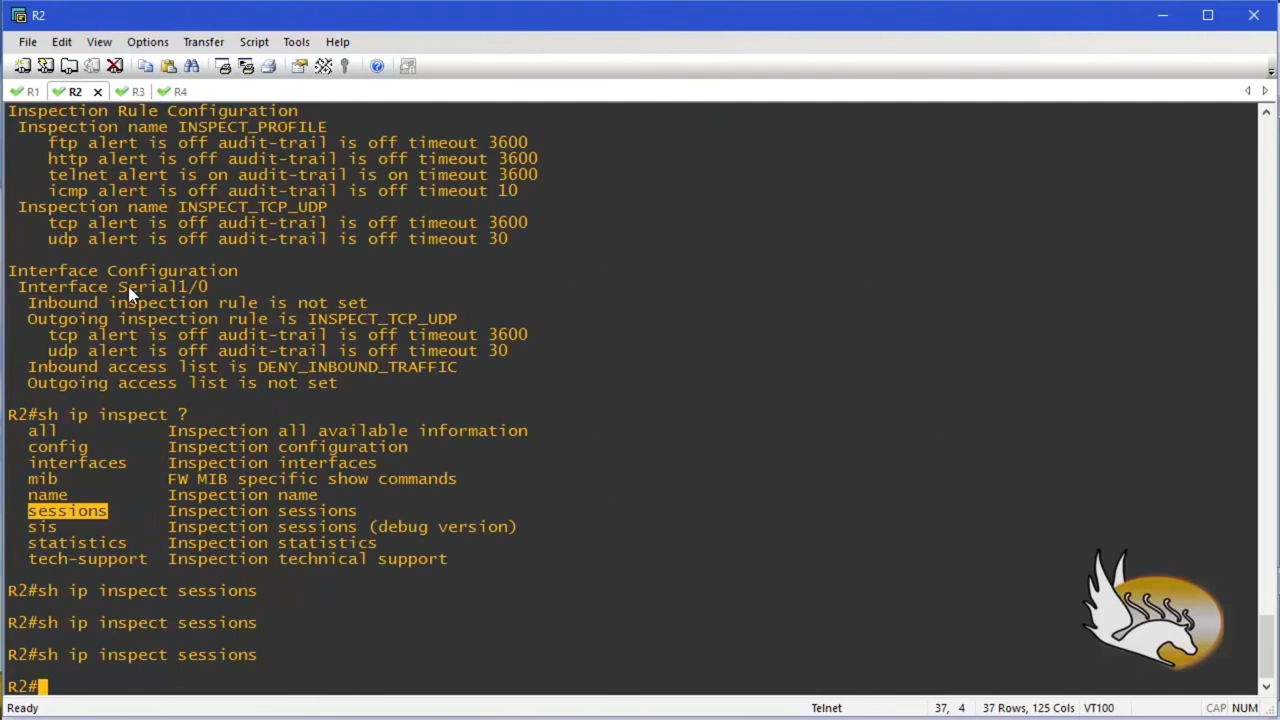 R2
File Edit View Options Transfer Script Tools Help
R1 R2 R3 R4
Inspection Rule Configuration
Inspection name INSPECT_PROFILE
ftp alert is off audit-trail is off timeout 3600
http alert is off audit-trail is off timeout 3600
telnet alert is on audit-trail is on timeout 3600
icmp alert is off audit-trail is off timeout 10
Inspection name INSPECT_TCP_UDP
tcp alert is off audit-trail is off timeout 3600
udp alert is off audit-trail is off timeout 30
Interface Configuration
Interface Serial1/0
Inbound inspection rule is not set
Outgoing inspection rule is INSPECT_TCP_UDP
tcp alert is off audit-trail is off timeout 3600
udp alert is off audit-trail is off timeout 30
Inbound access list is DENY_INBOUND_TRAFFIC
Outgoing access list is not set
R2#sh ip inspect ?
all Inspection all available information
config Inspection configuration
interfaces Inspection interfaces
mib FW MIB specific show commands
name Inspection name
sessions Inspection sessions
sis Inspection sessions (debug version)
statistics Inspection statistics
tech-support Inspection technical support
R2#sh ip inspect sessions
R2#sh ip inspect sessions
R2#sh ip inspect sessions
R2#
Ready Telnet 37, 4 37 Rows, 125 Cols VT100 CAP NUM